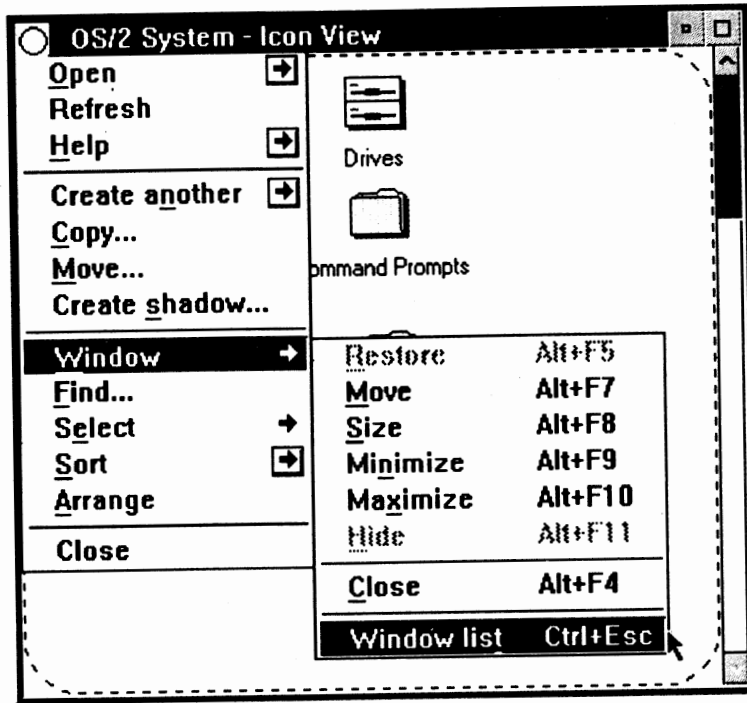 OS/2 System - Icon View
Open
Refresh
Help
Create another
Copy...
Move...
Create shadow...
Window
Find...
Select
Sort
Arrange
Close
Drives
ommand Prompts
Restore Alt+F5
Move Alt+F7
Size Alt+F8
Minimize Alt+F9
Maximize Alt+F10
Hide Alt+F11
Close Alt+F4
Window list Ctrl+Esc